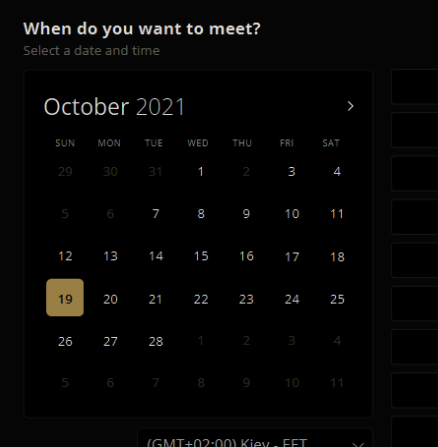 When do you want to meet?
Select a date and time
October 2021
SUN MON TUE WED THU FRI SAT
29 30 31 1 2 3 4
5 6 7 8 9 10 11
12 13 14 15 16 17 18
19 20 21 22 23 24 25
26 27 28 1 2 3 4
5 6 7 8 9 10 11
(GMT+02:00) Kiev - EET